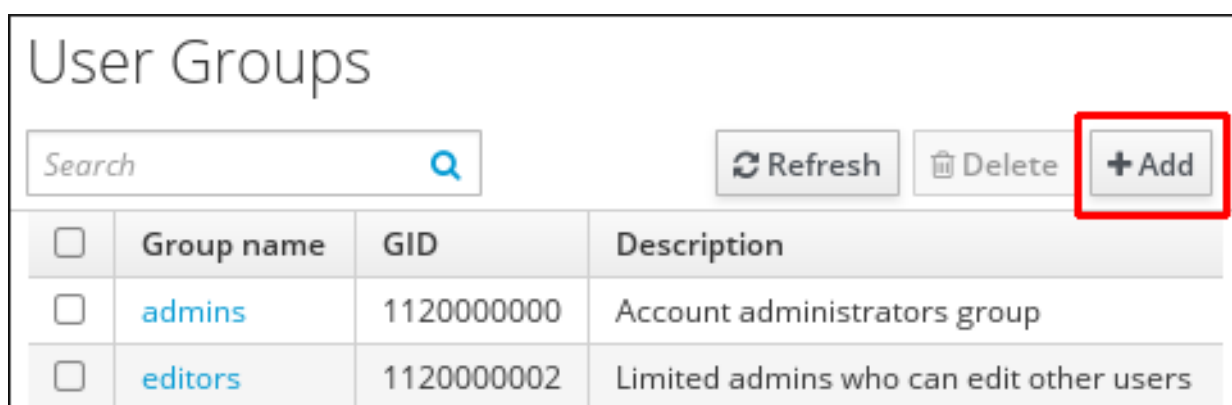 User Groups
Search Refresh Delete +Add
Group name GID Description
admins 1120000000 Account administrators group
editors 1120000002 Limited admins who can edit other users